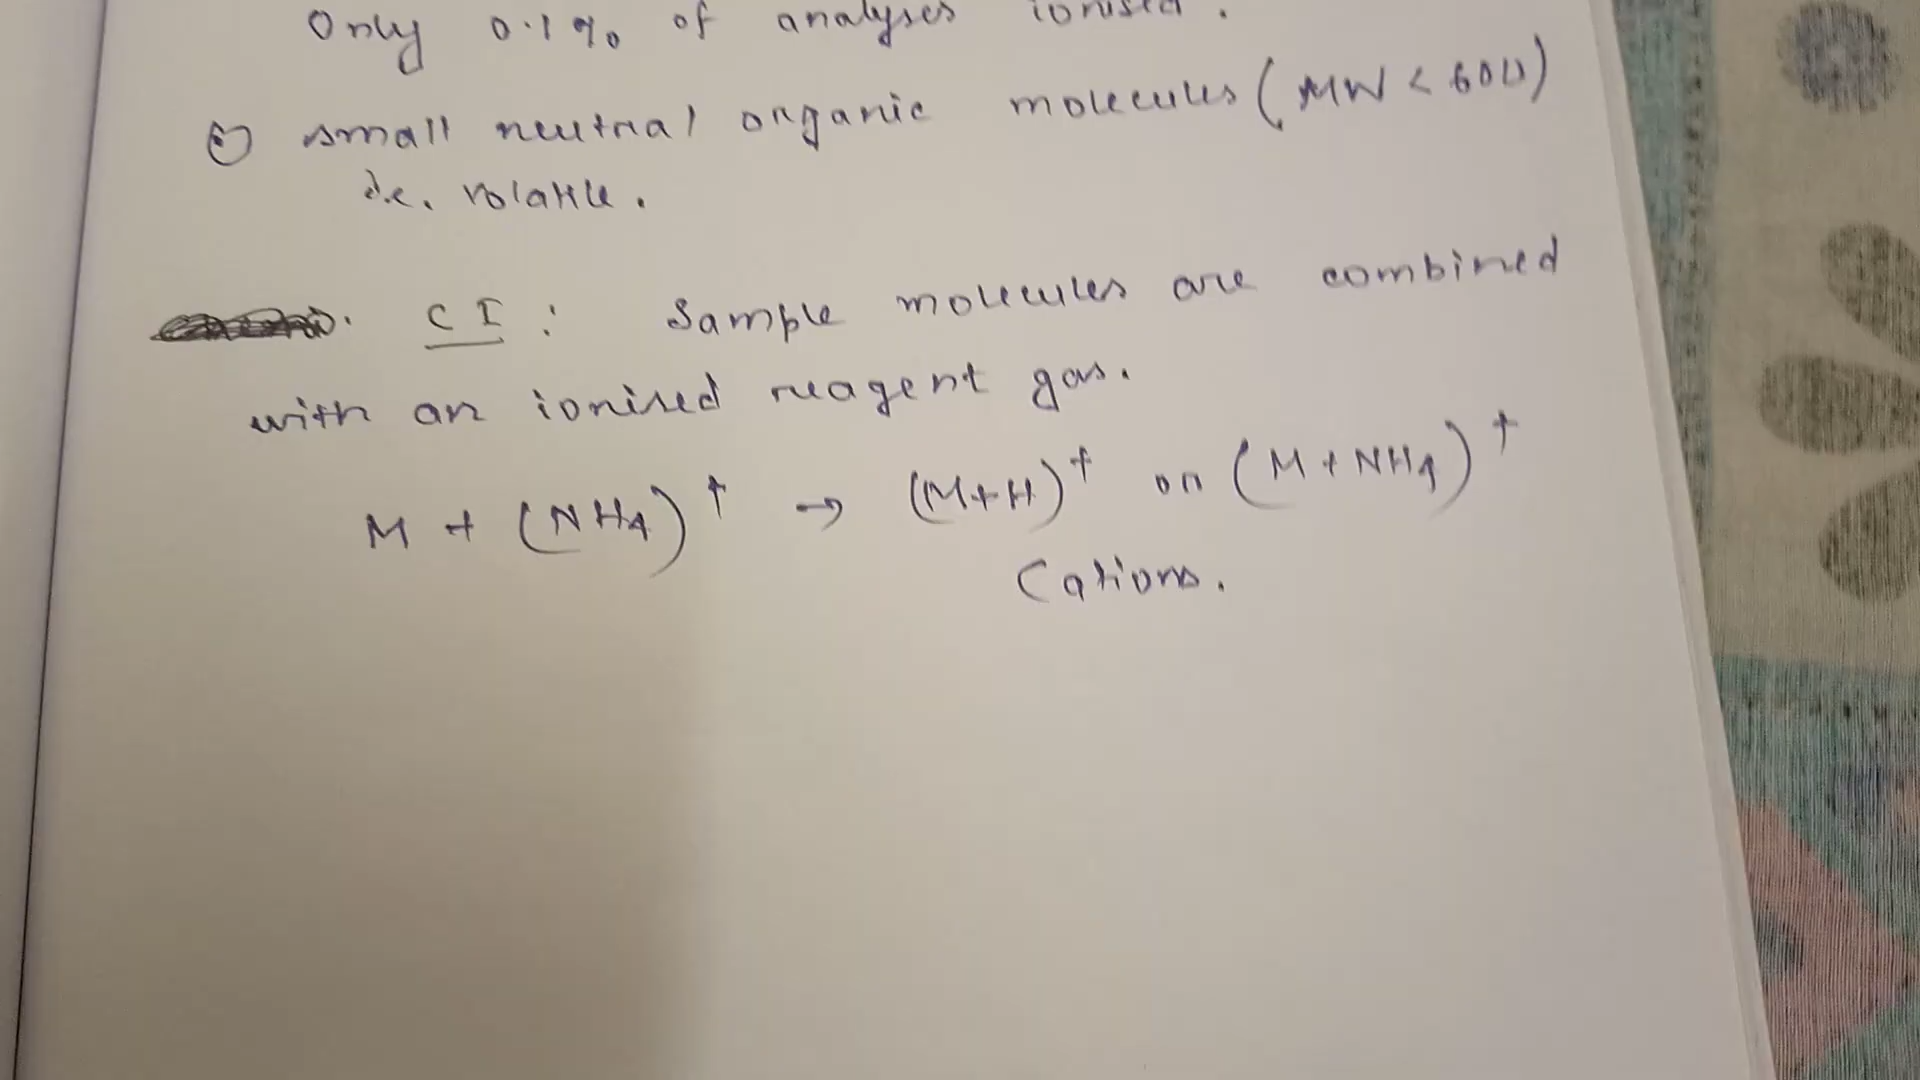 Only 0.1% of analyses ionised.
small neutral organic molecules (MW < 600)
i.e. volatile.
CI : Sample molecules are combined
with an ionised reagent gas.
M + (NH4)+ → (M+H)+ or (M+NH4)+
Cations.